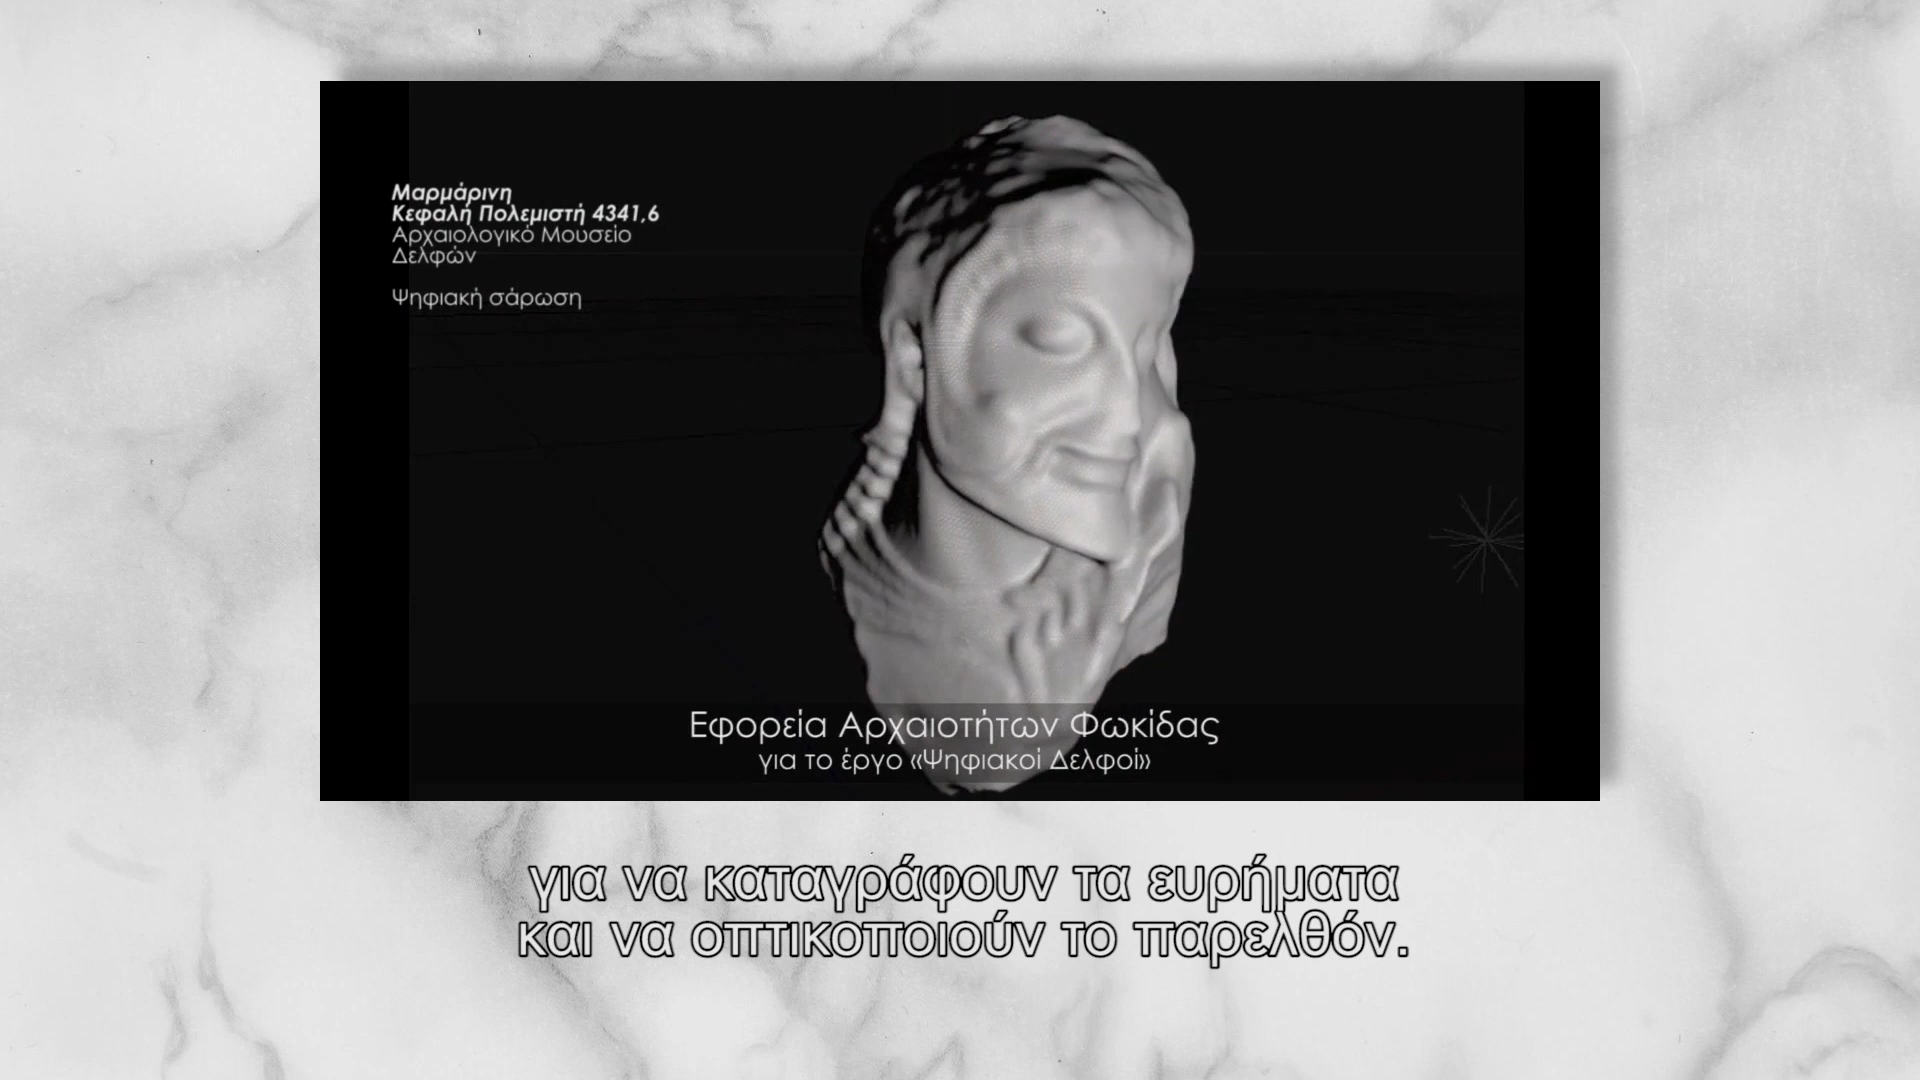 Μαρμάρινη
Κεφαλή Πολεμιστή 4341,6
Αρχαιολογικό Μουσείο
Δελφών
Ψηφιακή σάρωση
Εφορεία Αρχαιοτήτων Φωκίδας
για το έργο «Ψηφιακοί Δελφοί»
για να καταγράφουν τα ευρήματα
και να οπτικοποιούν το παρελθόν.